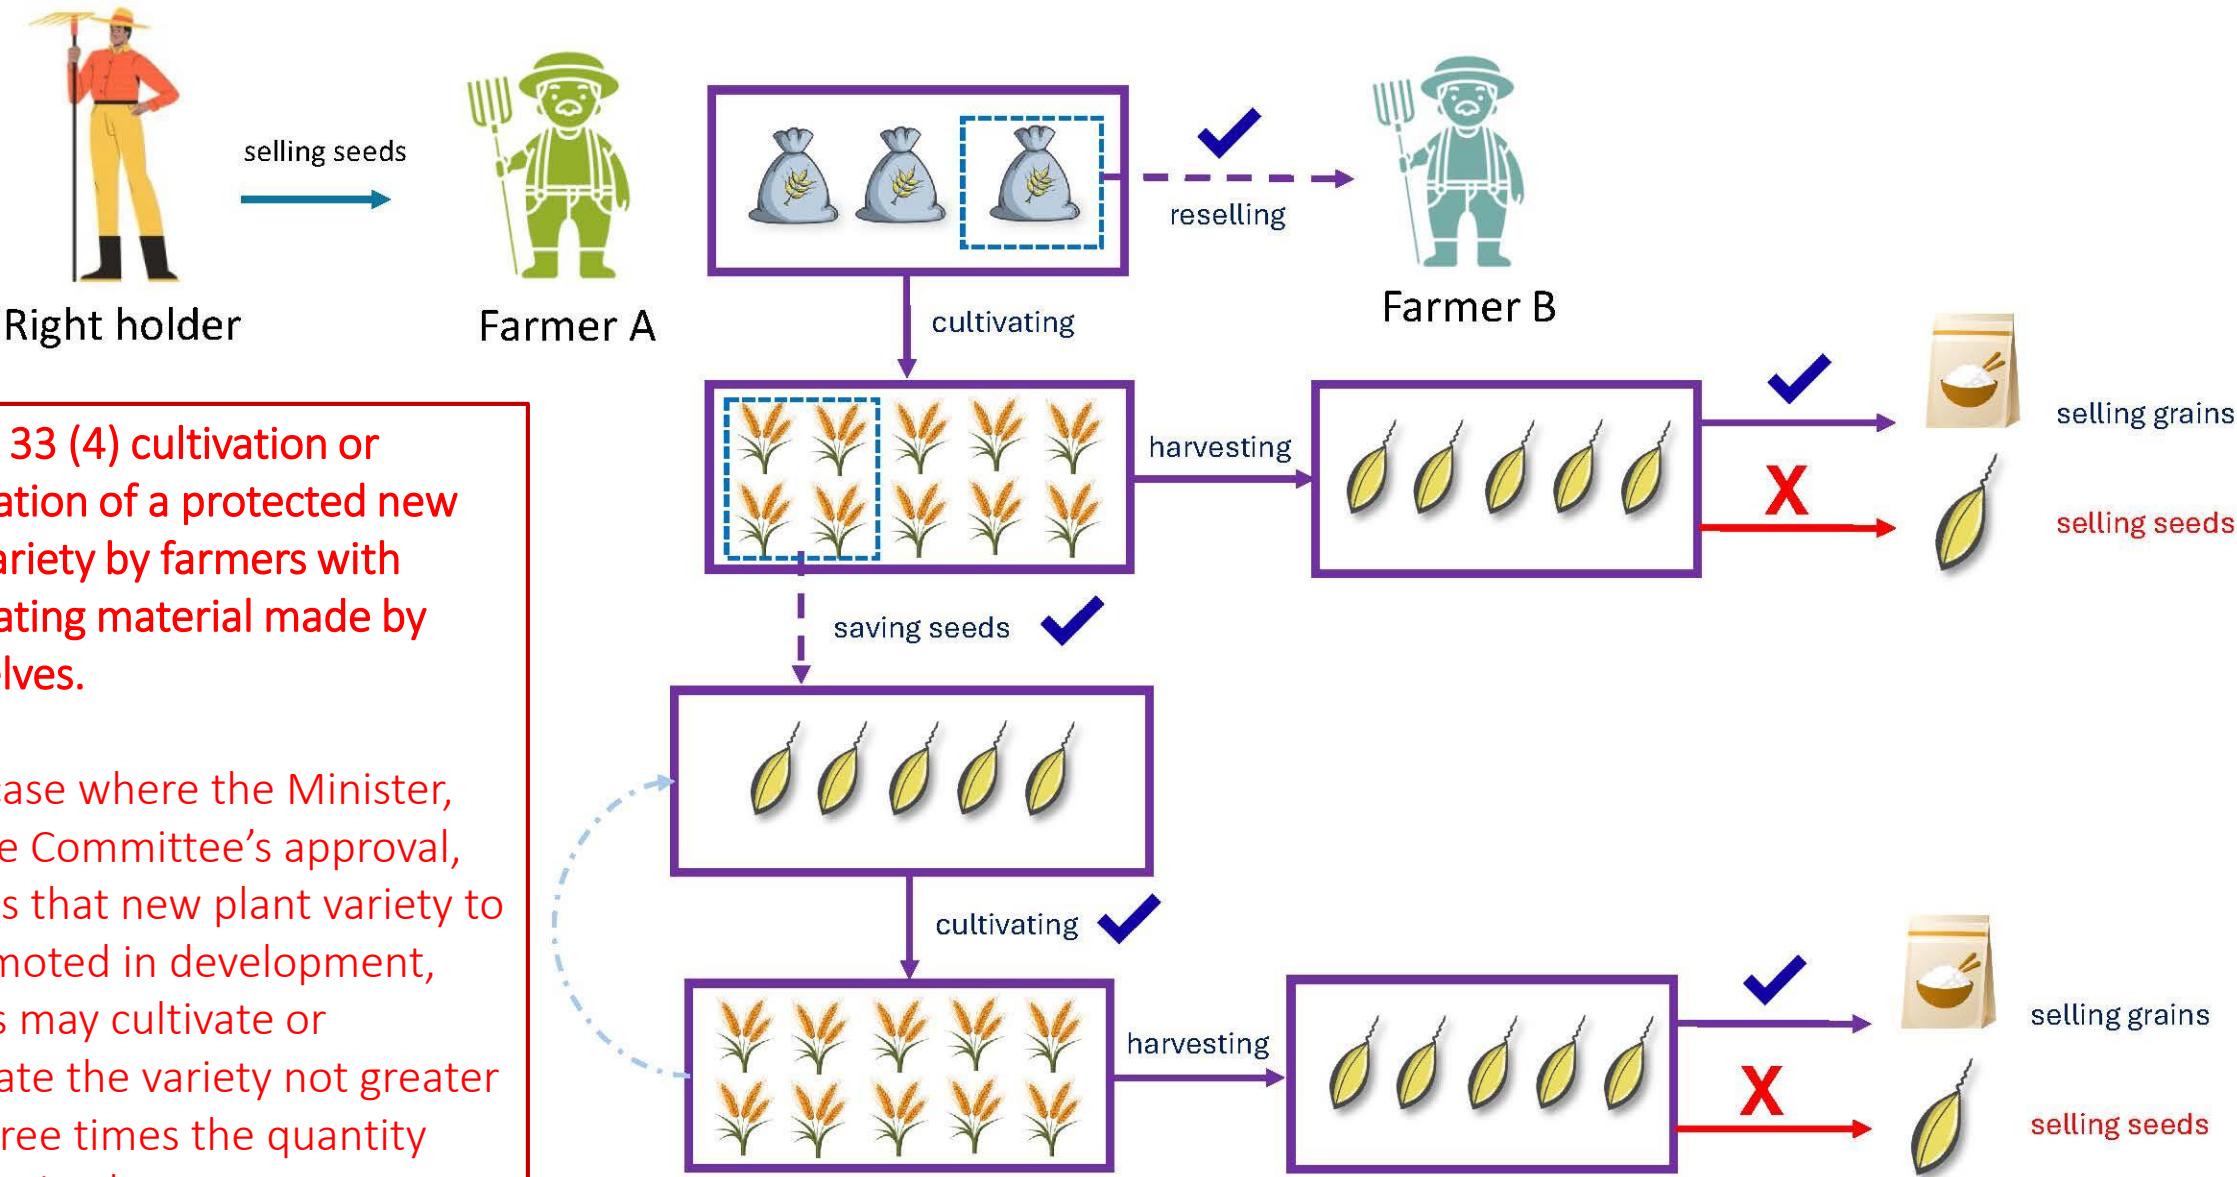 selling seeds
Right holder
Farmer A
reselling
Farmer B
cultivating
harvesting
selling grains
X
selling seeds
saving seeds
cultivating
harvesting
selling grains
X
selling seeds
33 (4) cultivation or
ation of a protected new
ariety by farmers with
ating material made by
elves.
case where the Minister,
e Committee’s approval,
s that new plant variety to
moted in development,
s may cultivate or
ate the variety not greater
ree times the quantity